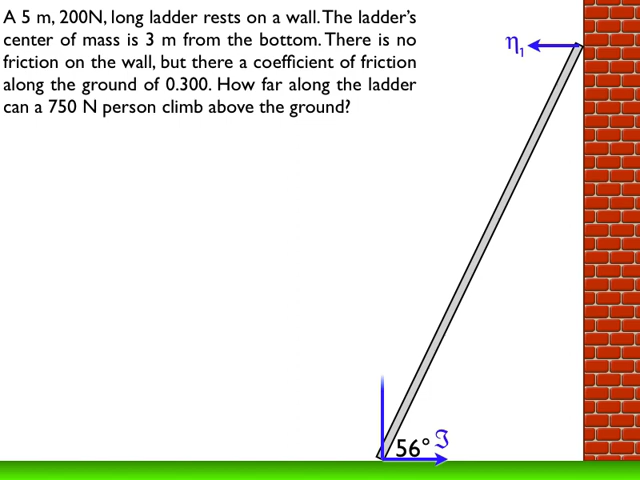 A 5 m, 200N, long ladder rests on a wall. The ladder's
center of mass is 3 m from the bottom. There is no
friction on the wall, but there a coefficient of friction
along the ground of 0.300. How far along the ladder
can a 750 N person climb above the ground?
η₁
56° ℑ